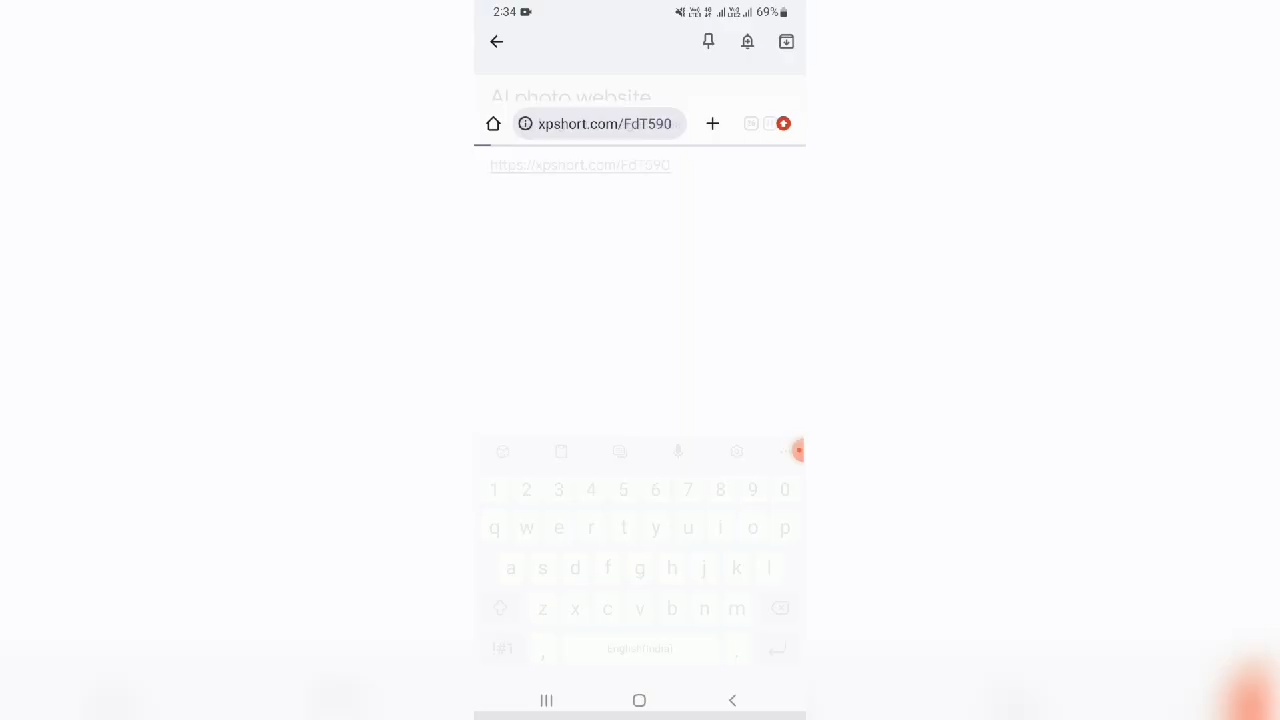 2:34 69%
AI photo website
xpshort.com/FdT590
https://xpshort.com/FdT590
1 2 3 4 5 6 7 8 9 0
q w e r t y u i o p
a s d f g h j k l
z x c v b n m
!#1 , English(India) .